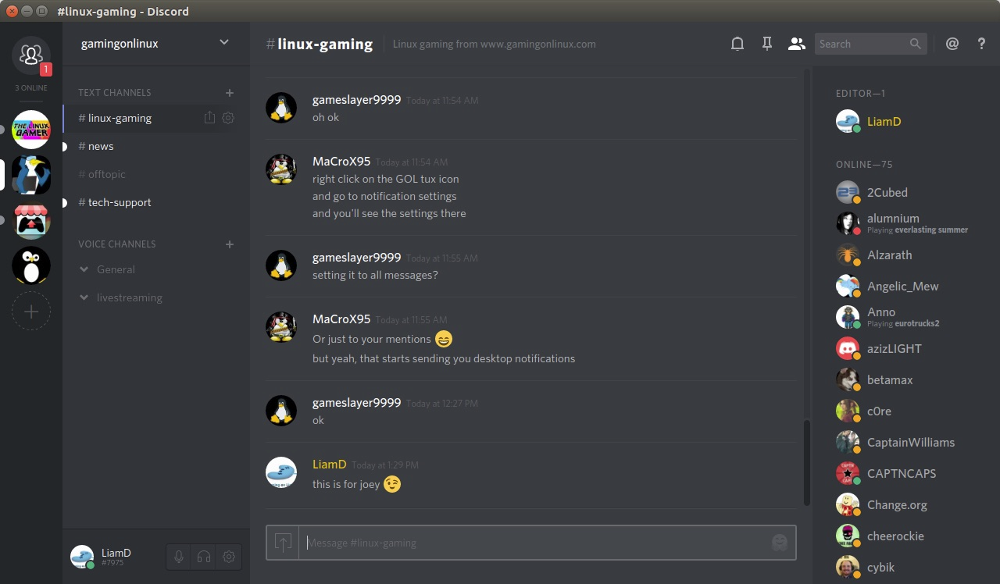 #linux-gaming - Discord
1
3 ONLINE
THE LINUX
GAMER
gamingonlinux
TEXT CHANNELS
# linux-gaming
# news
# offtopic
# tech-support
VOICE CHANNELS
General
livestreaming
LiamD
#7975
# linux-gaming
Linux gaming from www.gamingonlinux.com
Search
@
?
gameslayer9999 Today at 11:54 AM
oh ok
MaCroX95 Today at 11:54 AM
right click on the GOL tux icon
and go to notification settings
and you'll see the settings there
gameslayer9999 Today at 11:55 AM
setting it to all messages?
MaCroX95 Today at 11:55 AM
Or just to your mentions 😄
but yeah, that starts sending you desktop notifications
gameslayer9999 Today at 12:27 PM
ok
LiamD Today at 1:29 PM
this is for joey 😉
Message #linux-gaming
EDITOR—1
LiamD
ONLINE—75
2Cubed
alumnium
Playing everlasting summer
Alzarath
Angelic_Mew
Anno
Playing eurotrucks2
azizLIGHT
betamax
c0re
CaptainWilliams
CAPTNCAPS
Change.org
cheerockie
cybik